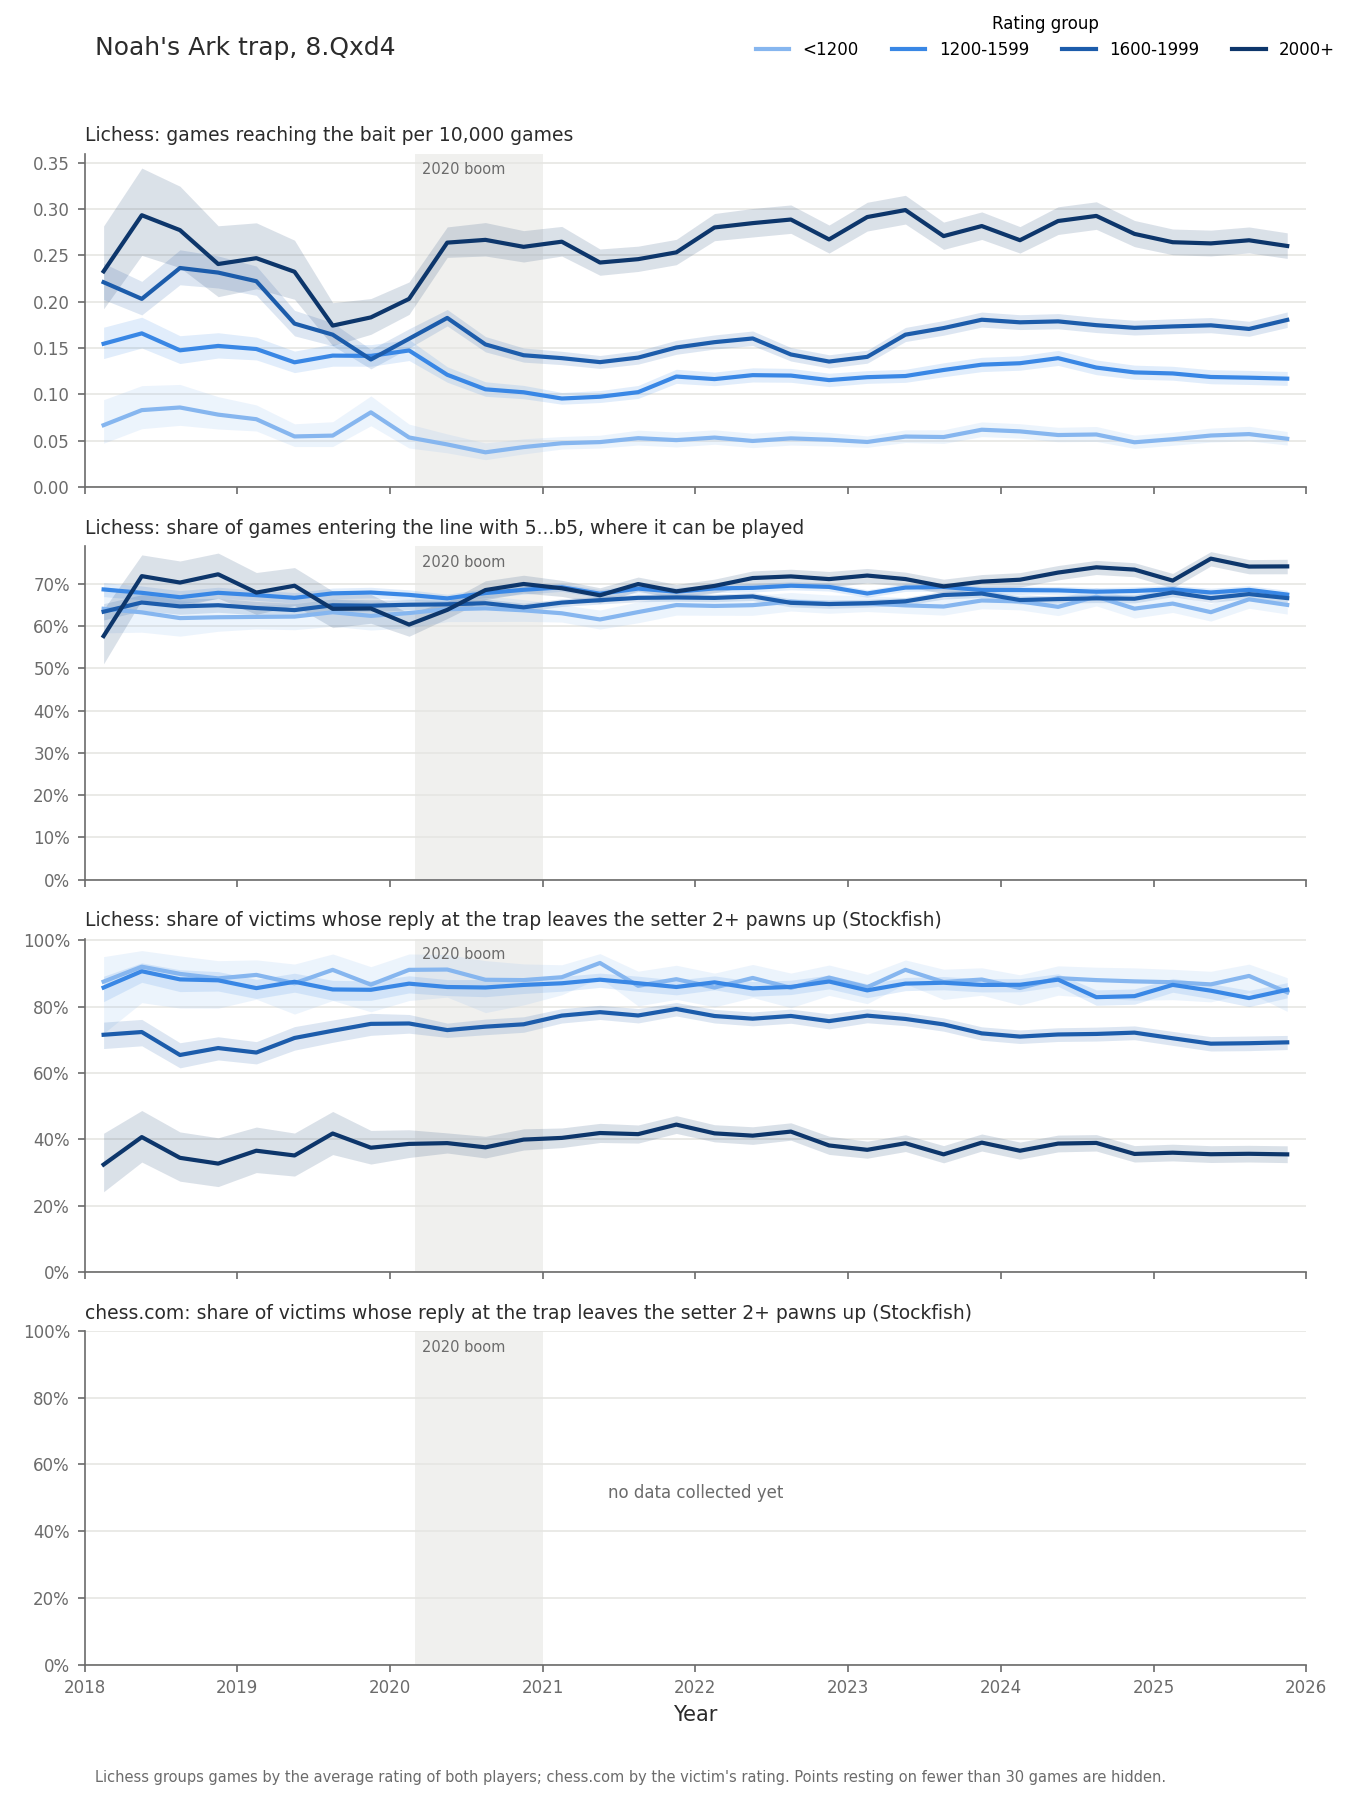 Noah's Ark trap, 8.Qxd4
Rating group
<1200 1200-1599 1600-1999 2000+
Lichess: games reaching the bait per 10,000 games
2020 boom
0.35
0.30
0.25
0.20
0.15
0.10
0.05
0.00
Lichess: share of games entering the line with 5...b5, where it can be played
2020 boom
70%
60%
50%
40%
30%
20%
10%
0%
Lichess: share of victims whose reply at the trap leaves the setter 2+ pawns up (Stockfish)
2020 boom
100%
80%
60%
40%
20%
0%
chess.com: share of victims whose reply at the trap leaves the setter 2+ pawns up (Stockfish)
2020 boom
100%
80%
60%
no data collected yet
40%
20%
0%
2018 2019 2020 2021 2022 2023 2024 2025 2026
Year
Lichess groups games by the average rating of both players; chess.com by the victim's rating. Points resting on fewer than 30 games are hidden.